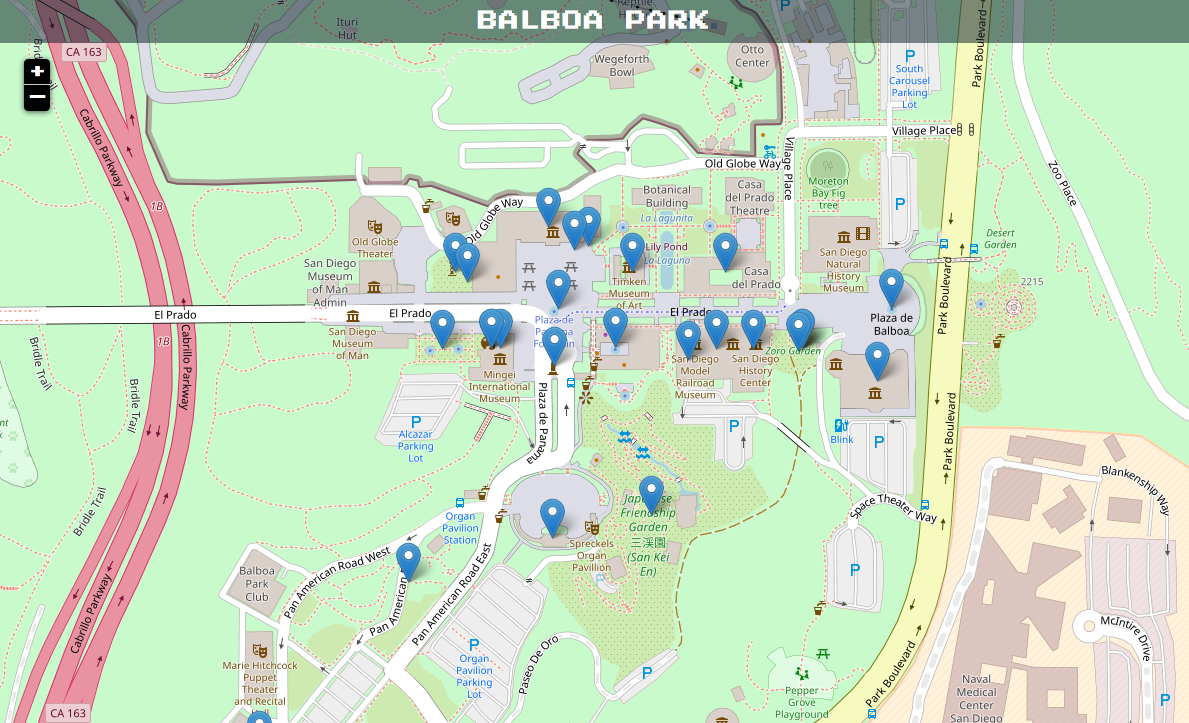 BALBOA PARK
+
−
Reptile
Ituri
Hut
CA 163
Otto
Center
Wegeforth
Bowl
P
P
South
Carousel
Parking
Lot
Park Boulevard
Cabrillo Parkway
Village Place
Village Place
Old Globe Way
Zoo Place
Moreton
Bay Fig
tree
Botanical
Building
Casa
del Prado
Theatre
1B
P
Old Globe Way
La Lagunita
Lily Pond
La Laguna
Old Globe
Theater
San Diego
Museum
of Man
Admin
Timken
Museum
of Art
Casa
del Prado
San Diego
Natural
History
Museum
Desert
Garden
2215
Park Boulevard
El Prado
El Prado
El Prado
Plaza de
Panama
Fountain
Plaza de
Balboa
San Diego
Museum
of Man
1B
Cabrillo Parkway
Bridle Trail
Bridle Trail
Mingei
International
Museum
San Diego
Model
Railroad
Museum
San Diego
History
Center
Zoro Garden
Plaza de Panama
P
Alcazar
Parking
Lot
P
Blink
P
Park Boulevard
Blankenship Way
Bridle Trail
Space Theater Way
Organ
Pavilion
Station
Japanese
Friendship
Garden
三渓園
(San Kei
En)
Spreckels
Organ
Pavillion
Balboa
Park
Club
Pan American Road West
Pan American Road East
Pan American
P
Cabrillo Parkway
McIntire Drive
P
Organ
Pavilion
Parking
Lot
Paseo De Oro
P
Marie Hitchcock
Puppet
Theater
and Recital
Hall
Park Boulevard
Pepper
Grove
Playground
Naval
Medical
Center
San Diego
P
CA 163